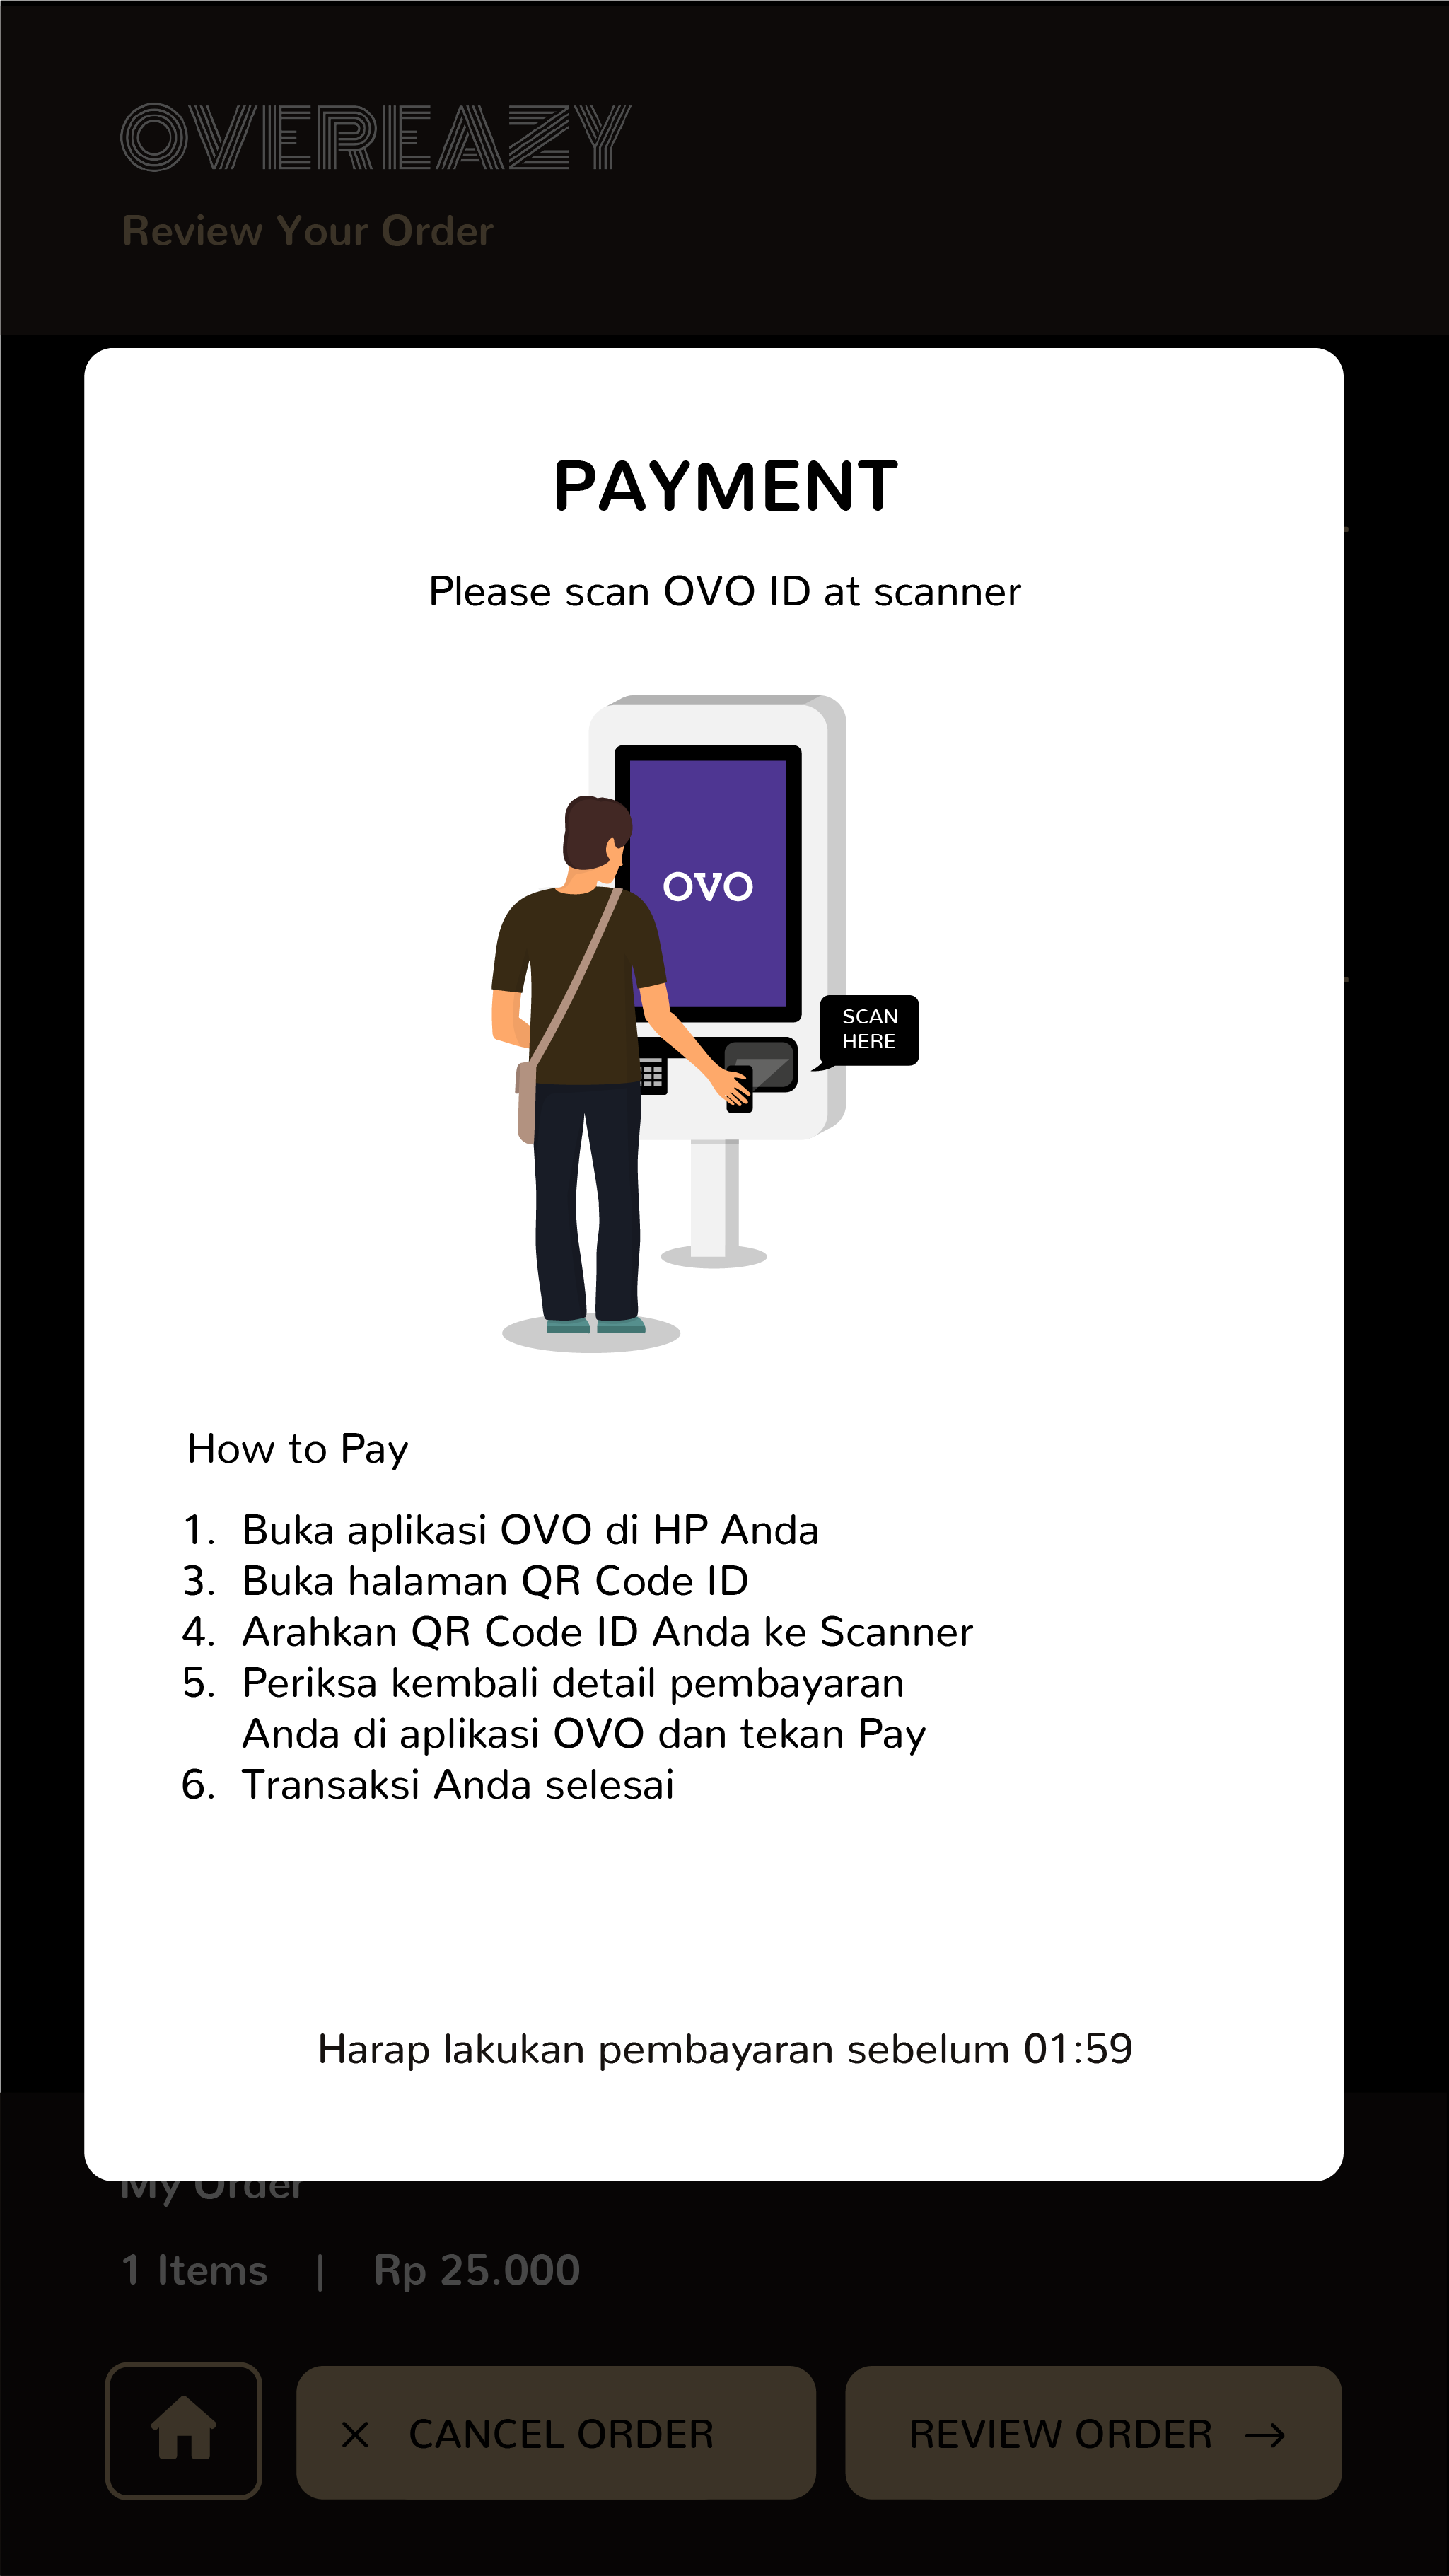 OVEREAZY
Review Your Order
PAYMENT
Please scan OVO ID at scanner
OVO
SCAN
HERE
How to Pay
1. Buka aplikasi OVO di HP Anda
3. Buka halaman QR Code ID
4. Arahkan QR Code ID Anda ke Scanner
5. Periksa kembali detail pembayaran
Anda di aplikasi OVO dan tekan Pay
6. Transaksi Anda selesai
Harap lakukan pembayaran sebelum 01:59
My Order
1 Items | Rp 25.000
CANCEL ORDER
REVIEW ORDER